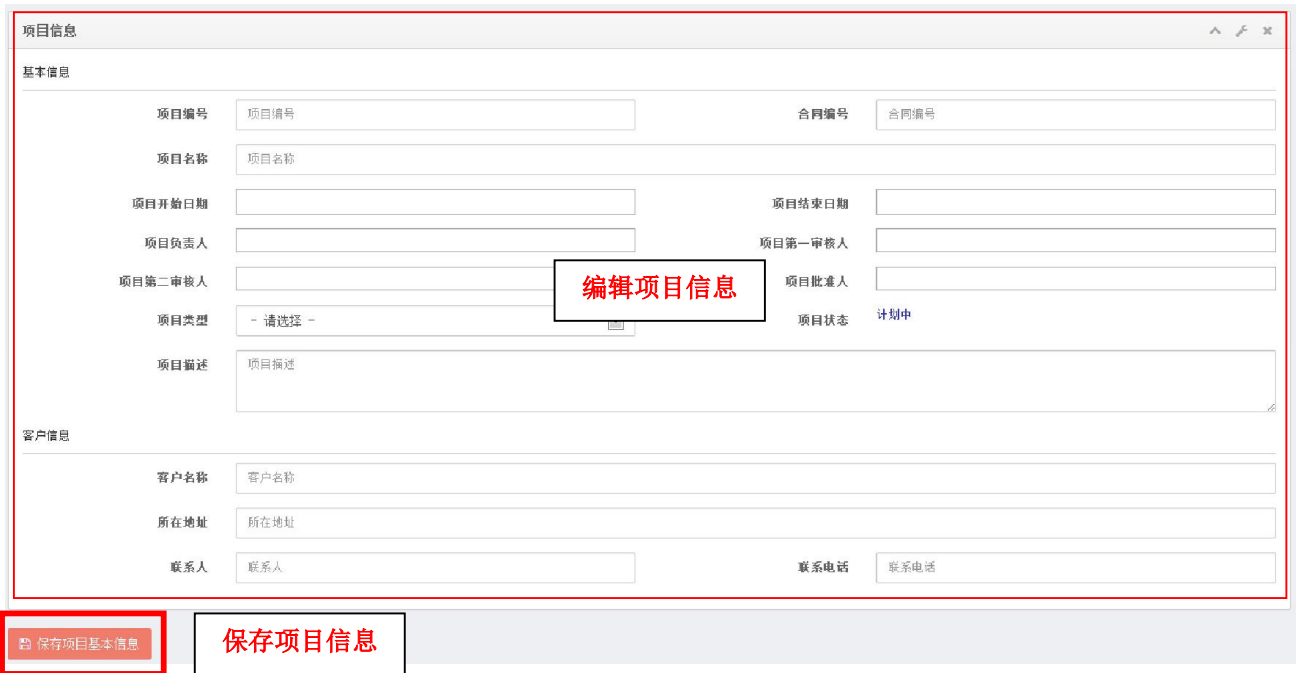 项目信息
基本信息
项目编号 项目编号 合同编号 合同编号
项目名称 项目名称
项目开始日期 项目结束日期
项目负责人 项目第一审核人
项目第二审核人 编辑项目信息 项目批准人
项目类型 - 请选择 - 项目状态 计划中
项目描述 项目描述
客户信息
客户名称 客户名称
所在地址 所在地址
联系人 联系人 联系电话 联系电话
保存项目基本信息 保存项目信息